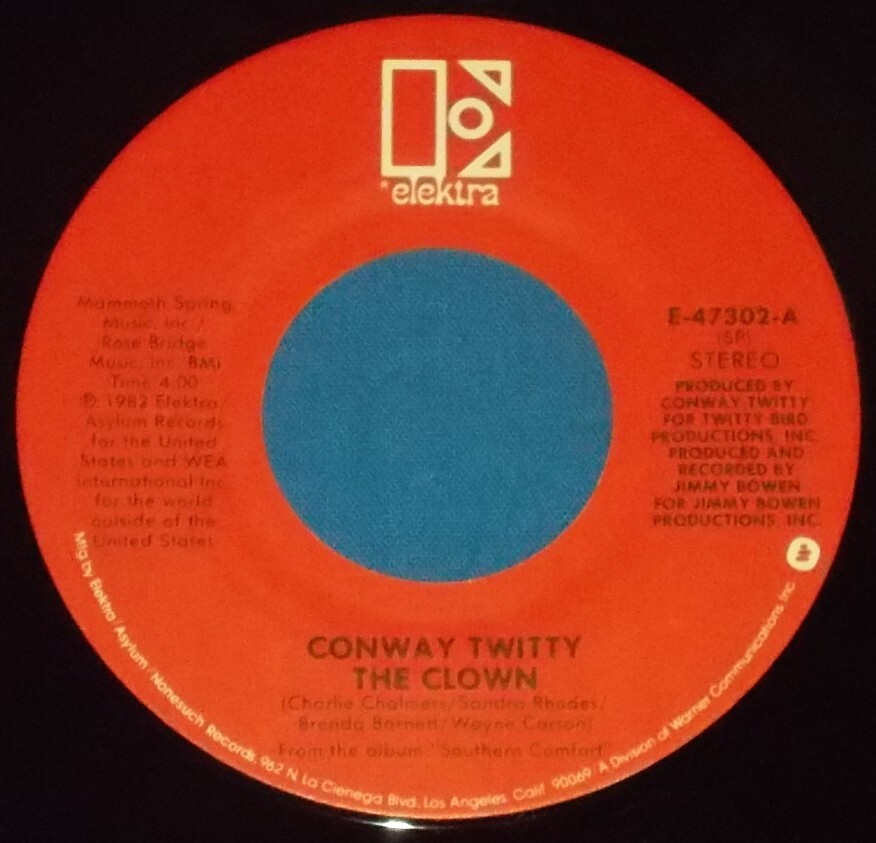 elektra
Mammoth Spring
Music, Inc./
Rose Bridge
Music, Inc. BMI
Time 4:00
℗ 1982 Elektra/
Asylum Records
for the United
States and WEA
International Inc.
for the world
outside of the
United States
E-47302-A
(SP)
STEREO
PRODUCED BY
CONWAY TWITTY
FOR TWITTY BIRD
PRODUCTIONS, INC.
PRODUCED AND
RECORDED BY
JIMMY BOWEN
FOR JIMMY BOWEN
PRODUCTIONS, INC.
CONWAY TWITTY
THE CLOWN
(Charlie Chalmers/Sandra Rhodes/
Brenda Barnett/Wayne Carson)
From the album "Southern Comfort"
Mfg by Elektra/Asylum/Nonesuch Records, 962 N. La Cienega Blvd, Los Angeles, Calif. 90069. A Division of Warner Communications Inc.